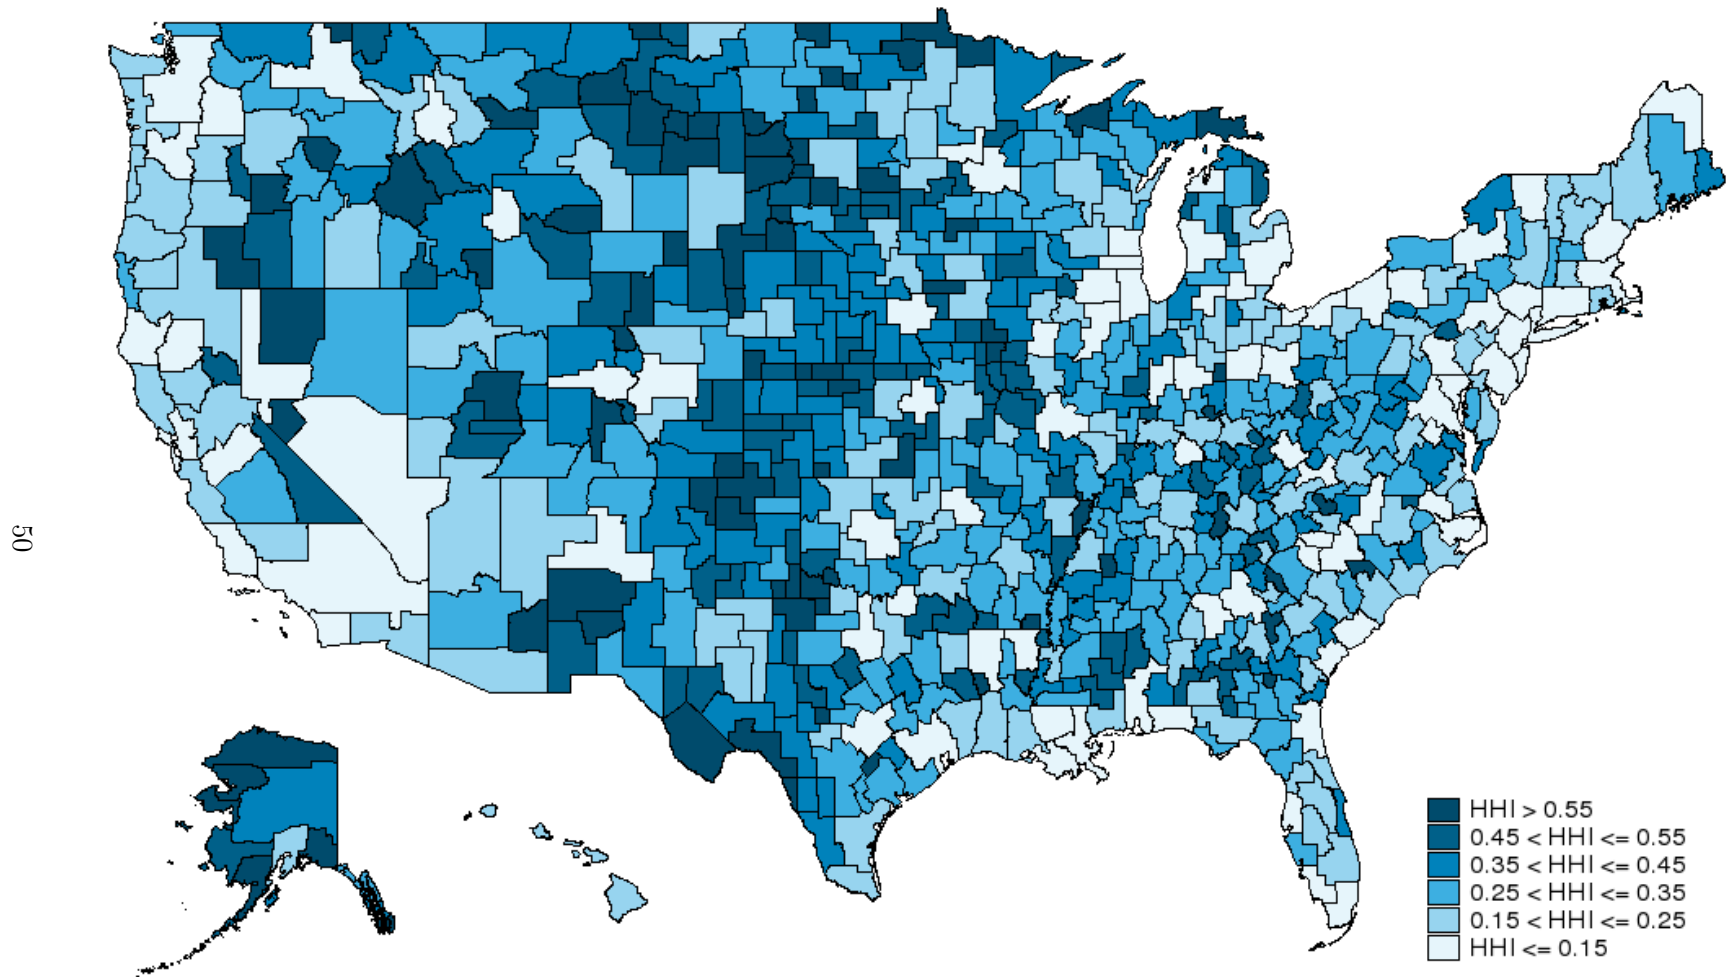 50
HHI > 0.55
0.45 < HHI <= 0.55
0.35 < HHI <= 0.45
0.25 < HHI <= 0.35
0.15 < HHI <= 0.25
HHI <= 0.15